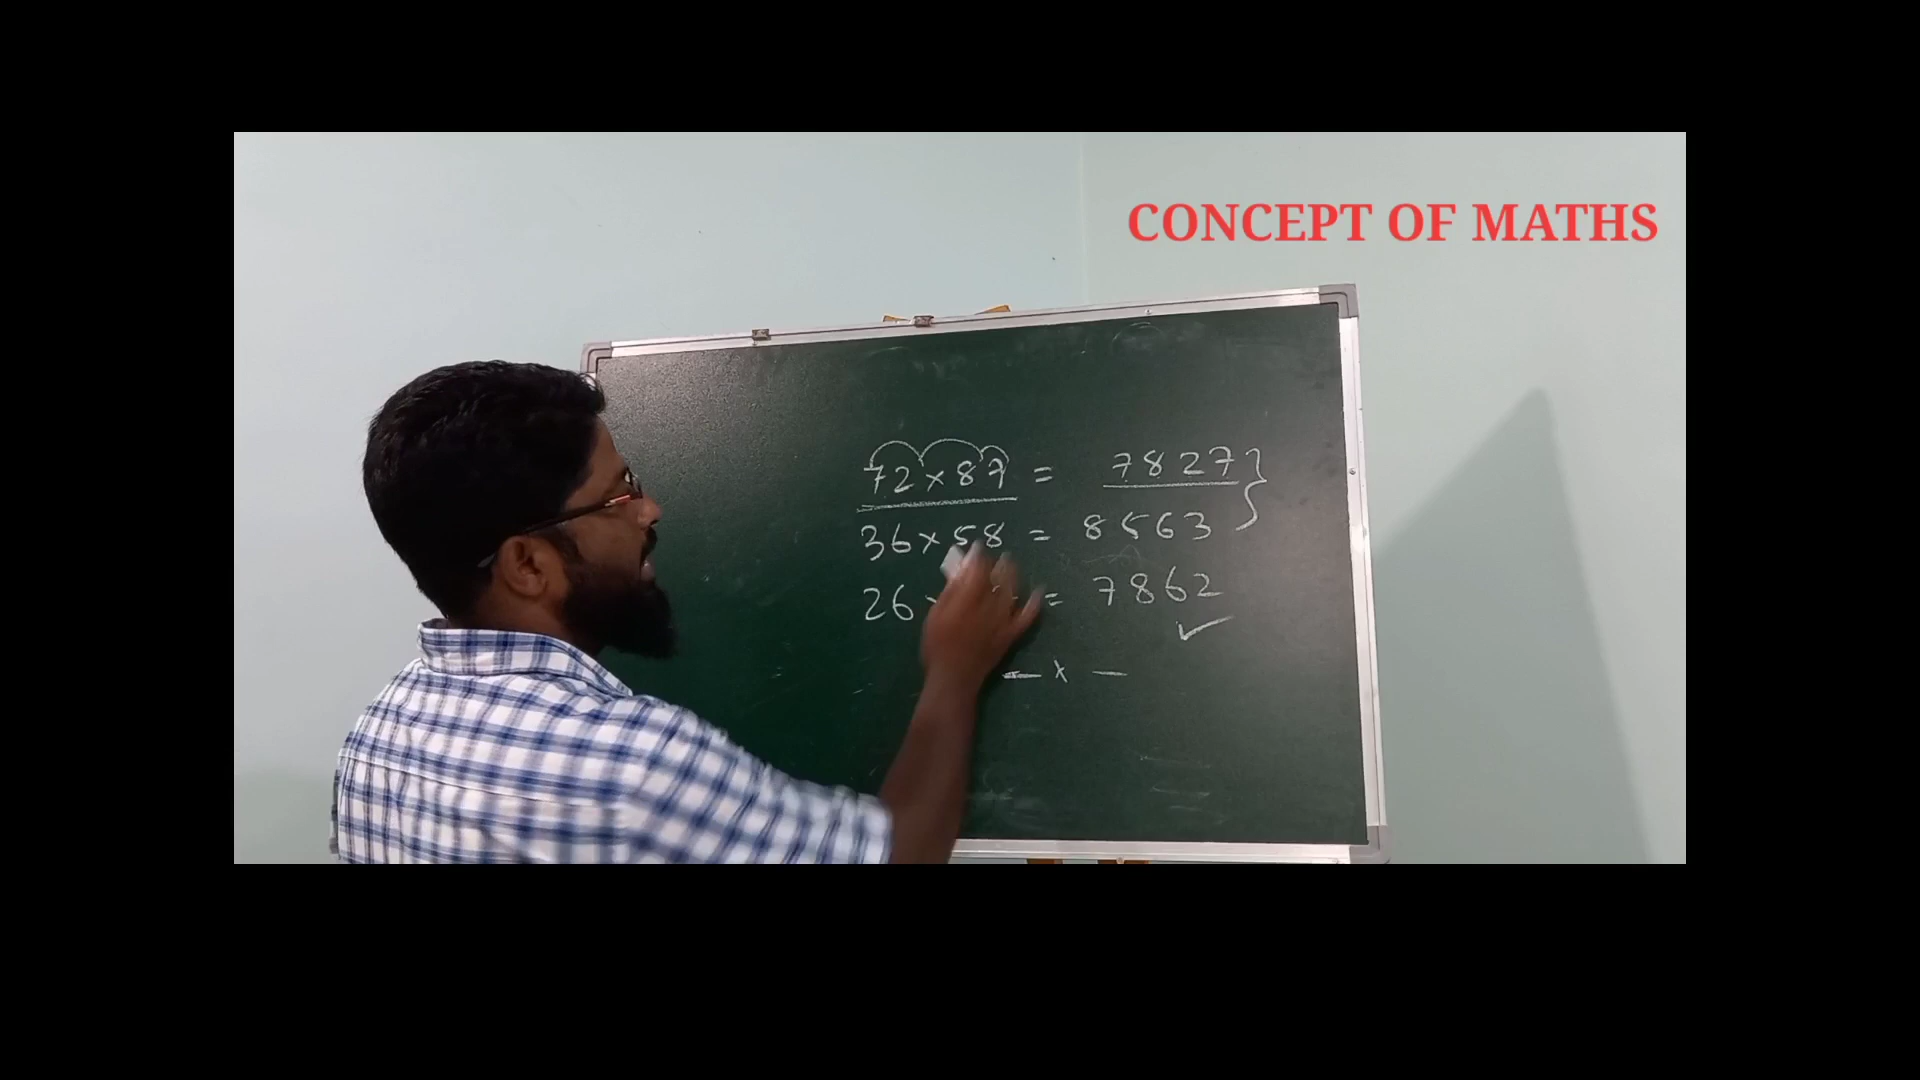 CONCEPT OF MATHS
72×87 = 7827
36×58 = 8563
26 = 7862
— × —